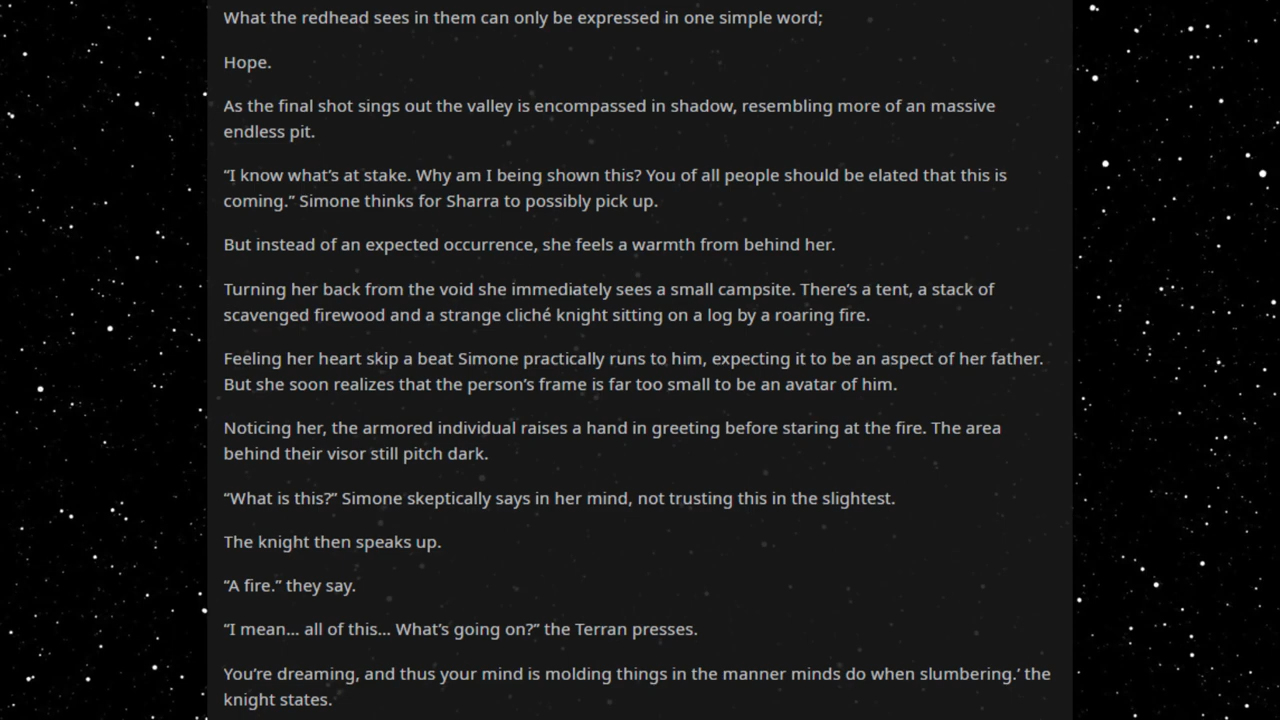 What the redhead sees in them can only be expressed in one simple word;
Hope.
As the final shot sings out the valley is encompassed in shadow, resembling more of an massive
endless pit.
“I know what’s at stake. Why am I being shown this? You of all people should be elated that this is
coming.” Simone thinks for Sharra to possibly pick up.
But instead of an expected occurrence, she feels a warmth from behind her.
Turning her back from the void she immediately sees a small campsite. There’s a tent, a stack of
scavenged firewood and a strange cliché knight sitting on a log by a roaring fire.
Feeling her heart skip a beat Simone practically runs to him, expecting it to be an aspect of her father.
But she soon realizes that the person’s frame is far too small to be an avatar of him.
Noticing her, the armored individual raises a hand in greeting before staring at the fire. The area
behind their visor still pitch dark.
“What is this?” Simone skeptically says in her mind, not trusting this in the slightest.
The knight then speaks up.
“A fire.” they say.
“I mean… all of this… What’s going on?” the Terran presses.
You’re dreaming, and thus your mind is molding things in the manner minds do when slumbering.’ the
knight states.